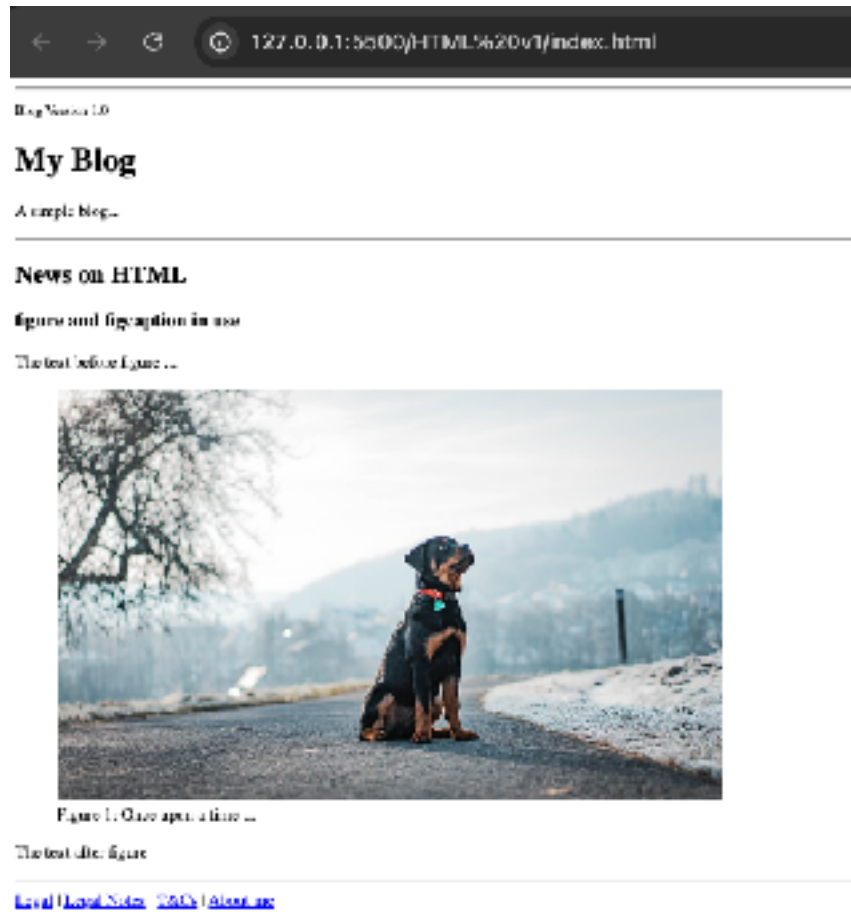 127.0.0.1:5500/HTML%20v1/index.html
Blog Version 1.0
My Blog
A simple blog...
News on HTML
figure and figcaption in use
The text before figure ...
Figure 1: Once upon a time ...
The text after figure
Legal | Legal Notes | T&Cs | About me